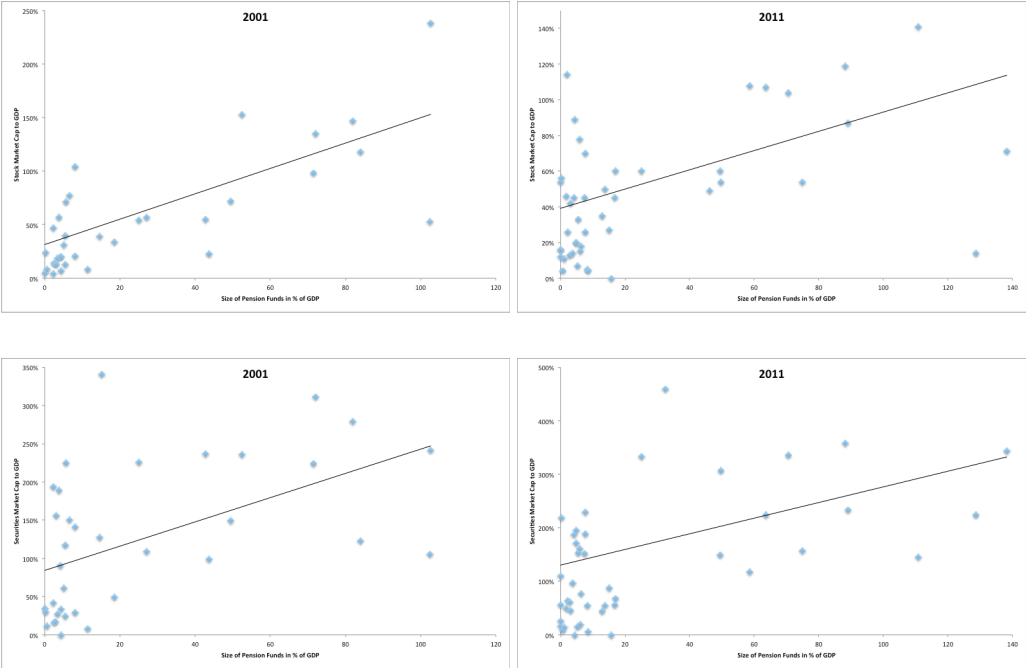 2001
250%
200%
150%
100%
50%
0%
0 20 40 60 80 100 120
Stock Market Cap to GDP
Size of Pension Funds in % of GDP
2011
140%
120%
100%
80%
60%
40%
20%
0%
0 20 40 60 80 100 120 140
Stock Market Cap to GDP
Size of Pension Funds in % of GDP
2001
350%
300%
250%
200%
150%
100%
50%
0%
0 20 40 60 80 100 120
Securities Market Cap to GDP
Size of Pension Funds in % of GDP
2011
500%
400%
300%
200%
100%
0%
0 20 40 60 80 100 120 140
Securities Market Cap to GDP
Size of Pension Funds in % of GDP